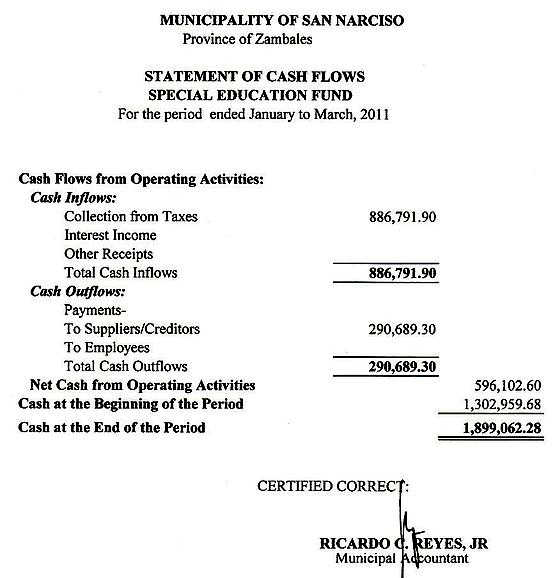 MUNICIPALITY OF SAN NARCISO
Province of Zambales
STATEMENT OF CASH FLOWS
SPECIAL EDUCATION FUND
For the period ended January to March, 2011
Cash Flows from Operating Activities:
Cash Inflows:
Collection from Taxes 886,791.90
Interest Income
Other Receipts
Total Cash Inflows 886,791.90
Cash Outflows:
Payments-
To Suppliers/Creditors 290,689.30
To Employees
Total Cash Outflows 290,689.30
Net Cash from Operating Activities 596,102.60
Cash at the Beginning of the Period 1,302,959.68
Cash at the End of the Period 1,899,062.28
CERTIFIED CORRECT:
RICARDO C. REYES, JR
Municipal Accountant